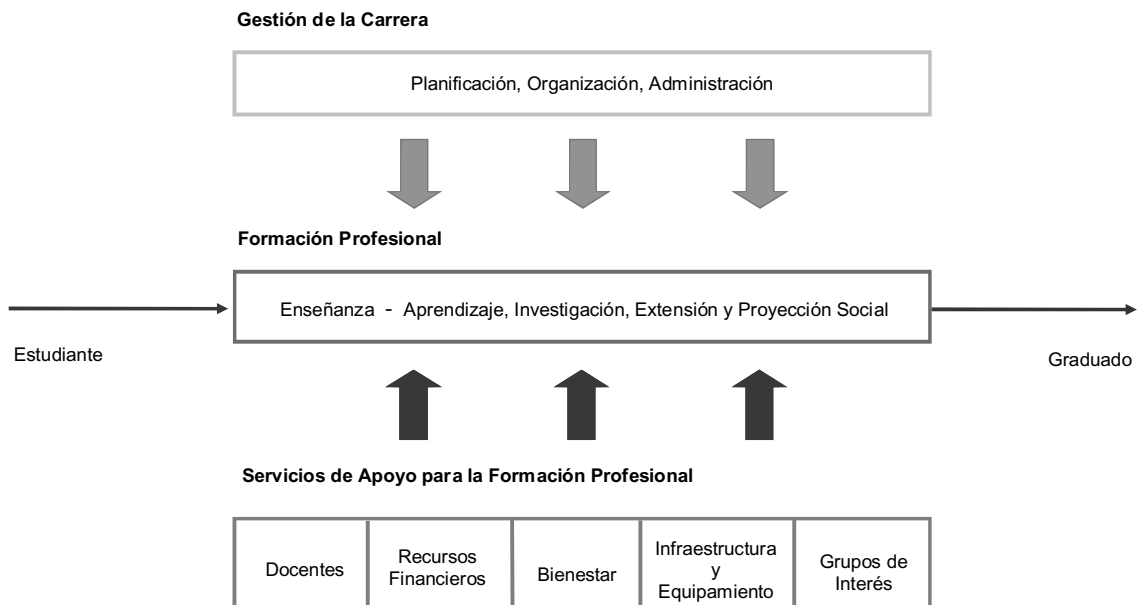 Gestión de la Carrera
Planificación, Organización, Administración
Formación Profesional
Enseñanza - Aprendizaje, Investigación, Extensión y Proyección Social
Estudiante
Graduado
Servicios de Apoyo para la Formación Profesional
Docentes
Recursos
Financieros
Bienestar
Infraestructura
y
Equipamiento
Grupos de
Interés